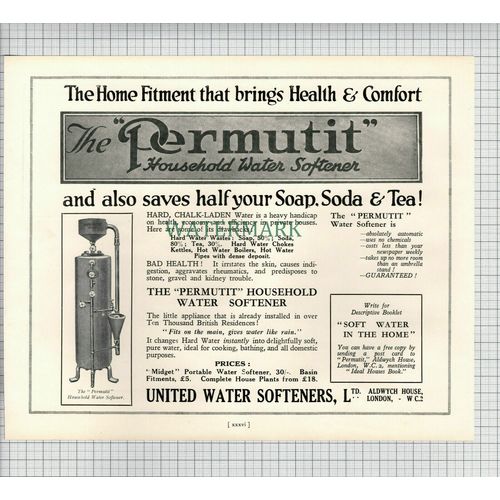 The Home Fitment that brings Health & Comfort
The "Permutit"
Household Water Softener
and also saves half your Soap, Soda & Tea!
HARD, CHALK-LADEN Water is a heavy handicap
on health, economy and efficiency in private houses.
Here are some of its drawbacks:
Hard Water Wastes: Soap, 50%; Soda,
80%; Tea, 30%. Hard Water Chokes
Kettles, Hot Water Boilers, Hot Water
Pipes with dense deposit.
BAD HEALTH! It irritates the skin, causes indi-
gestion, aggravates rheumatics, and predisposes to
stone, gravel and kidney trouble.
THE "PERMUTIT" HOUSEHOLD
WATER SOFTENER
The little appliance that is already installed in over
Ten Thousand British Residences!
"Fits on the main, gives water like rain."
It changes Hard Water instantly into delightfully soft,
pure water, ideal for cooking, bathing, and all domestic
purposes.
PRICES:
"Midget" Portable Water Softener, 30/-. Basin
Fitments, £5. Complete House Plants from £18.
The "PERMUTIT"
Water Softener is
—absolutely automatic
—uses no chemicals
—costs less than your
newspaper weekly
—takes up no more room
than an umbrella
stand!
—GUARANTEED!
Write for
Descriptive Booklet
"SOFT WATER
IN THE HOME"
You can have a free copy by
sending a post card to
"Permutit," Aldwych House,
London, W.C.2, mentioning
"Ideal Houses Book."
The "Permutit"
Household Water Softener.
UNITED WATER SOFTENERS, LTD. ALDWYCH HOUSE,
LONDON, - W.C.2
[ xxxvi ]
WATERMARK